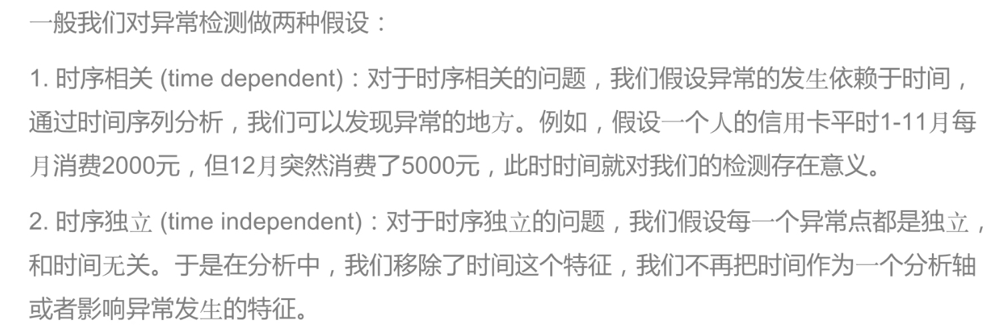 一般我们对异常检测做两种假设：
1. 时序相关 (time dependent)：对于时序相关的问题，我们假设异常的发生依赖于时间，
通过时间序列分析，我们可以发现异常的地方。例如，假设一个人的信用卡平时1-11月每
月消费2000元，但12月突然消费了5000元，此时时间就对我们的检测存在意义。
2. 时序独立 (time independent)：对于时序独立的问题，我们假设每一个异常点都是独立，
和时间无关。于是在分析中，我们移除了时间这个特征，我们不再把时间作为一个分析轴
或者影响异常发生的特征。